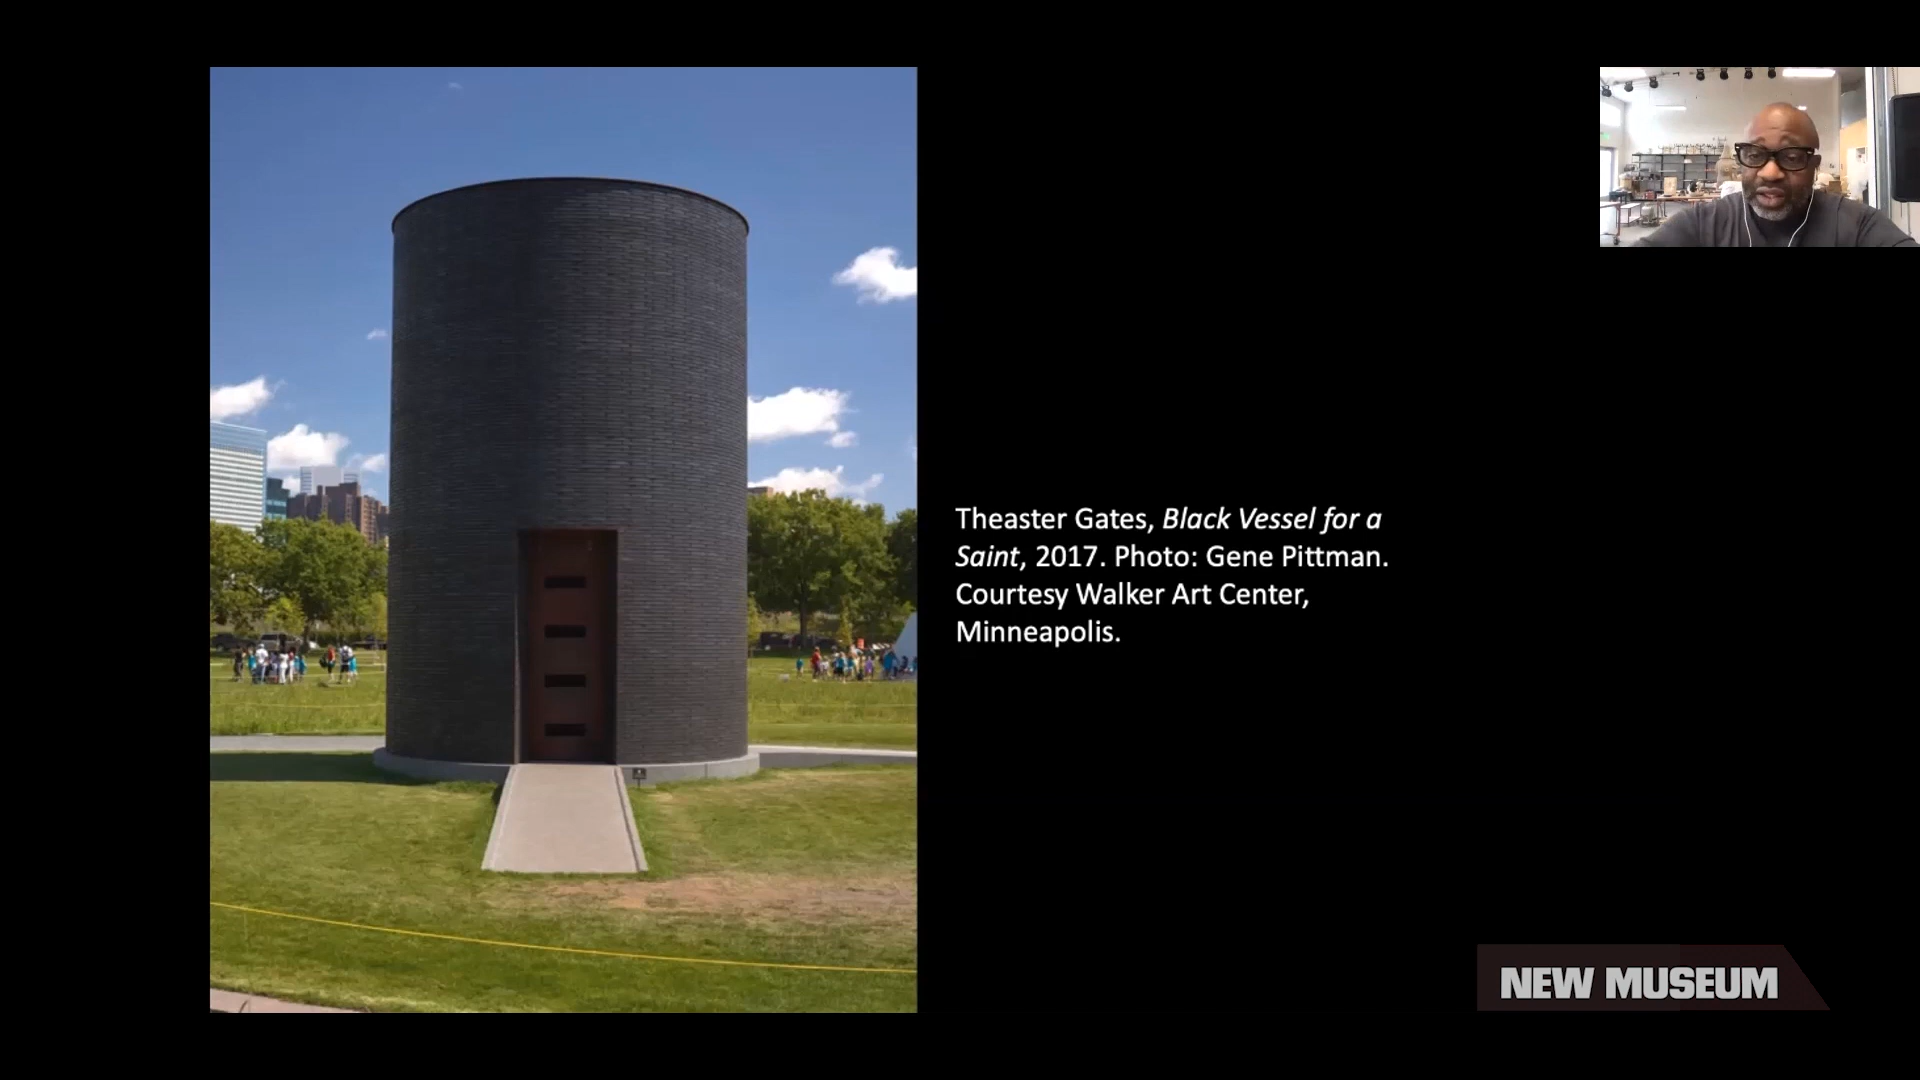 Theaster Gates, Black Vessel for a
Saint, 2017. Photo: Gene Pittman.
Courtesy Walker Art Center,
Minneapolis.
NEW MUSEUM